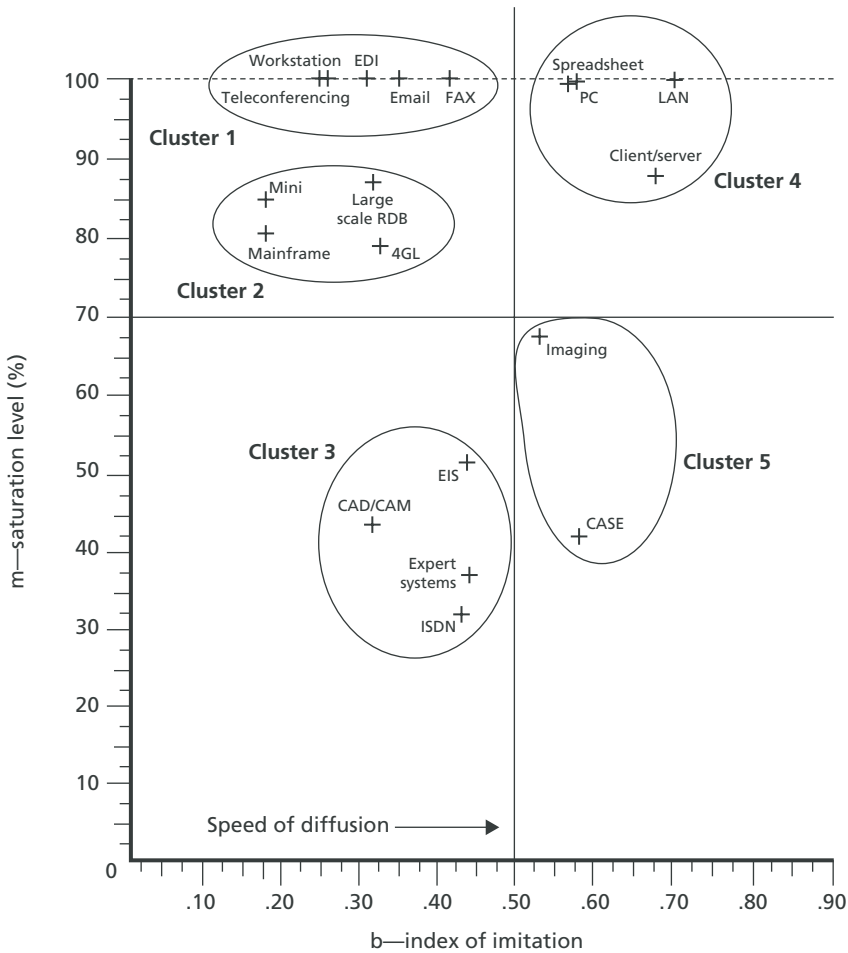 Workstation EDI
100
Teleconferencing Email FAX
Cluster 1
Spreadsheet
PC LAN
Client/server
Cluster 4
90
Mini
Large
scale RDB
80
Mainframe 4GL
Cluster 2
70
Imaging
60
Cluster 3
EIS
Cluster 5
50
CAD/CAM
CASE
40
Expert
systems
ISDN
30
20
10
Speed of diffusion
0
.10 .20 .30 .40 .50 .60 .70 .80 .90
b—index of imitation
m—saturation level (%)